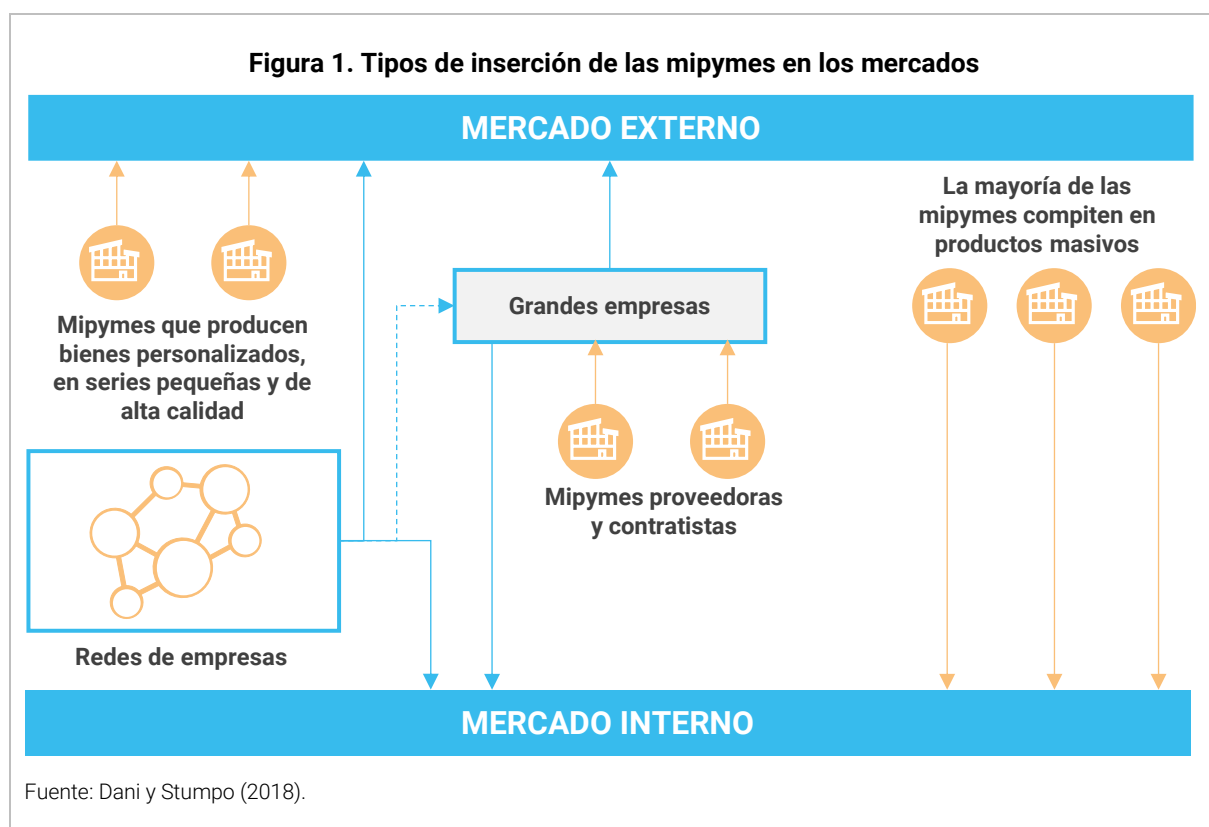 Figura 1. Tipos de inserción de las mipymes en los mercados
MERCADO EXTERNO
La mayoría de las
mipymes compiten en
productos masivos
Grandes empresas
Mipymes que producen
bienes personalizados,
en series pequeñas y de
alta calidad
Mipymes proveedoras
y contratistas
Redes de empresas
MERCADO INTERNO
Fuente: Dani y Stumpo (2018).